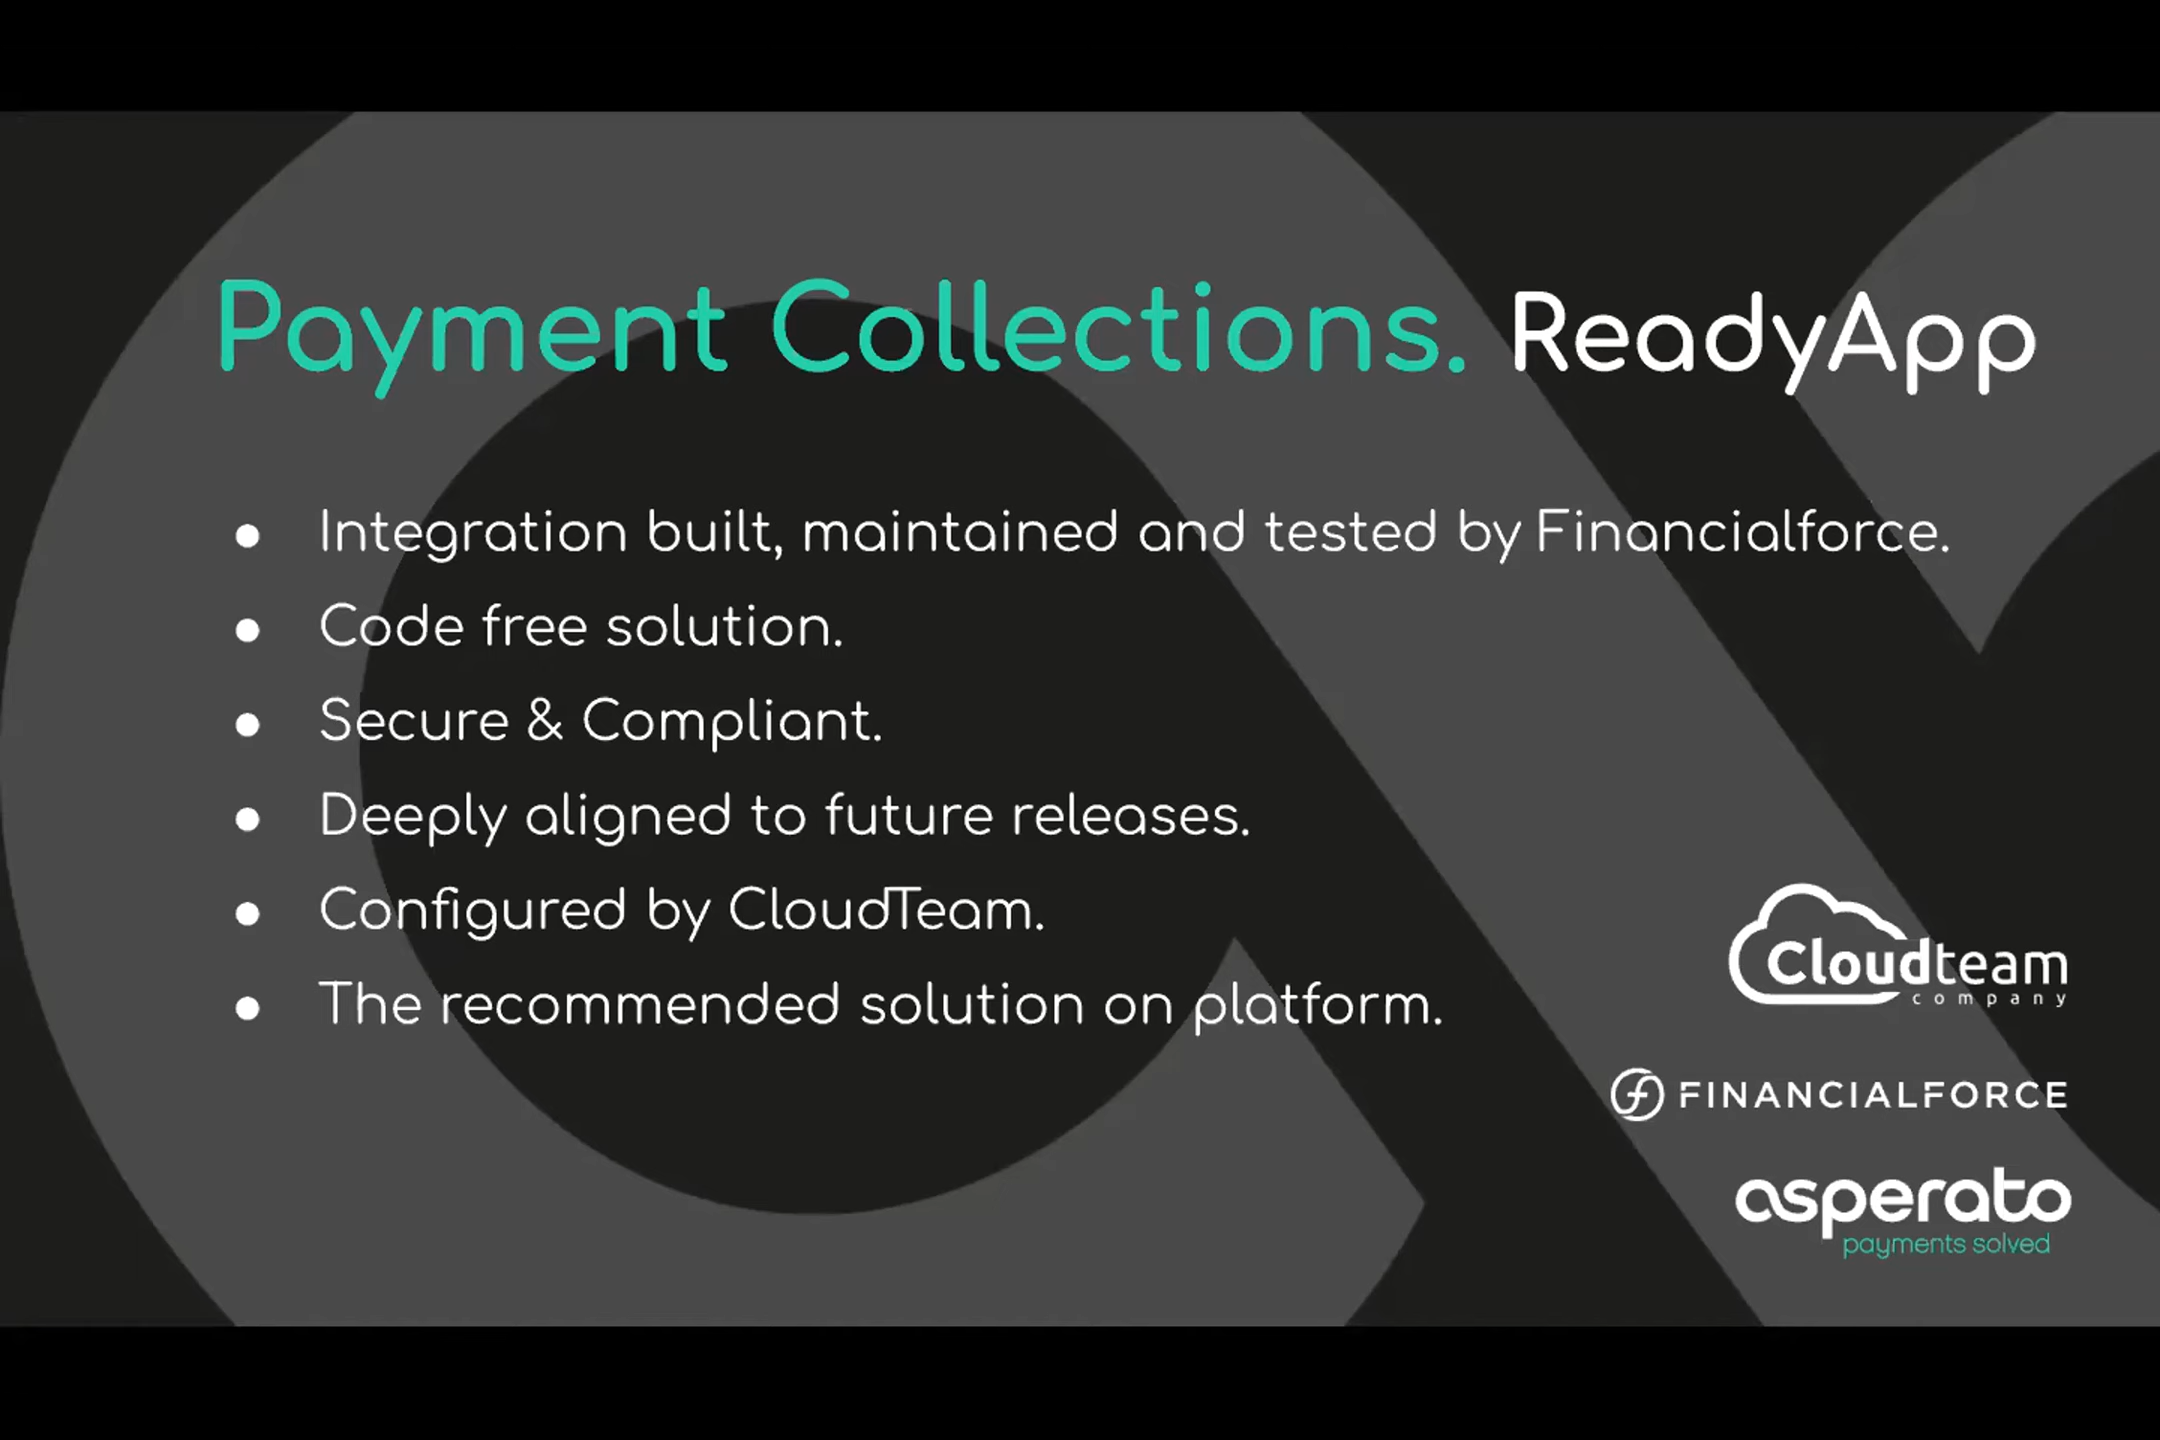 Payment Collections. ReadyApp
● Integration built, maintained and tested by Financialforce.
● Code free solution.
● Secure & Compliant.
● Deeply aligned to future releases.
● Configured by CloudTeam.
● The recommended solution on platform.
Cloudteam
company
FINANCIALFORCE
asperato
payments solved